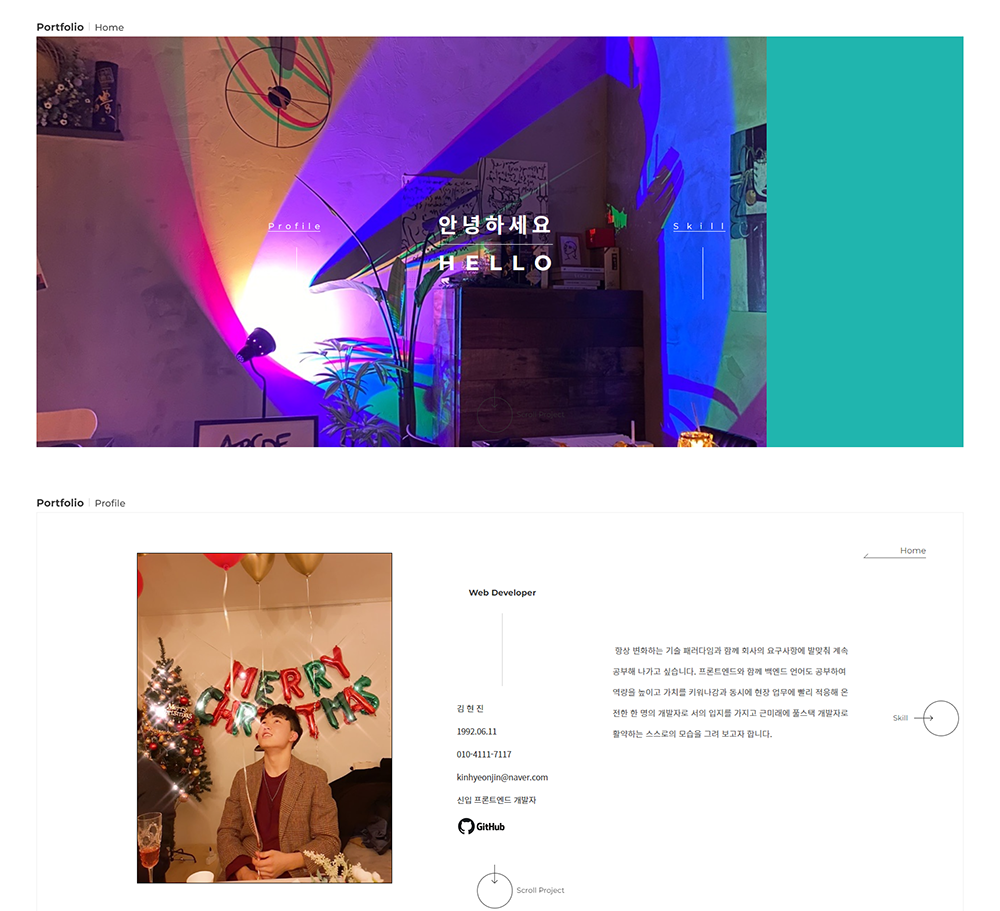 Portfolio | Home
안녕하세요
Profile
Skill
HELLO
Scroll Project
ABCDE
Portfolio | Profile
Home
Web Developer
MERRY
CHRISTMAS
Merry
Christmas
항상 변화하는 기술 패러다임과 함께 회사의 요구사항에 발맞춰 계속
공부해 나가고 싶습니다. 프론트엔드와 함께 백엔드 언어도 공부하여
역량을 높이고 가치를 키워나감과 동시에 현장 업무에 빨리 적응해 온
전한 한 명의 개발자로 서의 입지를 가지고 근미래에 풀스택 개발자로
활약하는 스스로의 모습을 그려 보고자 합니다.
김 현 진
1992.06.11
010-4111-7117
kinhyeonjin@naver.com
신입 프론트엔드 개발자
GitHub
Skill
Scroll Project